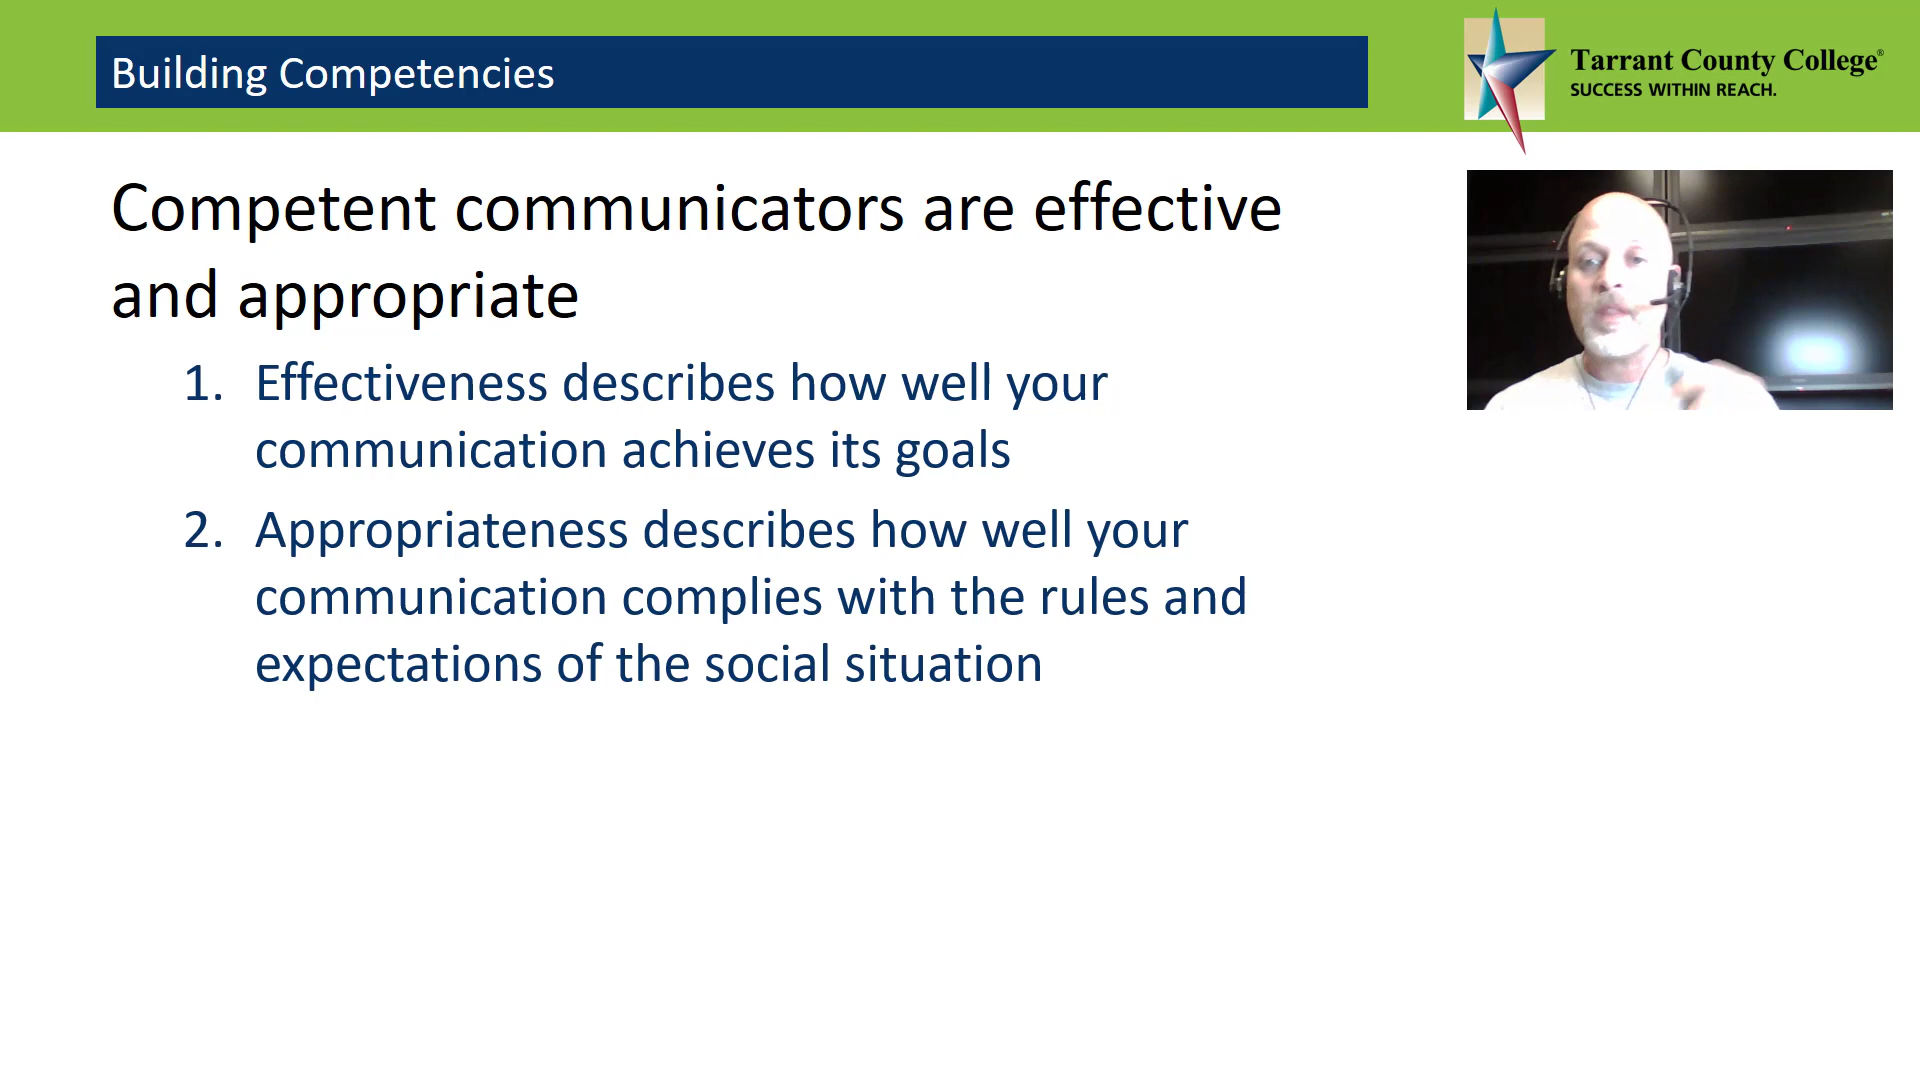 Building Competencies
Tarrant County College®
SUCCESS WITHIN REACH.
Competent communicators are effective
and appropriate
1. Effectiveness describes how well your
communication achieves its goals
2. Appropriateness describes how well your
communication complies with the rules and
expectations of the social situation